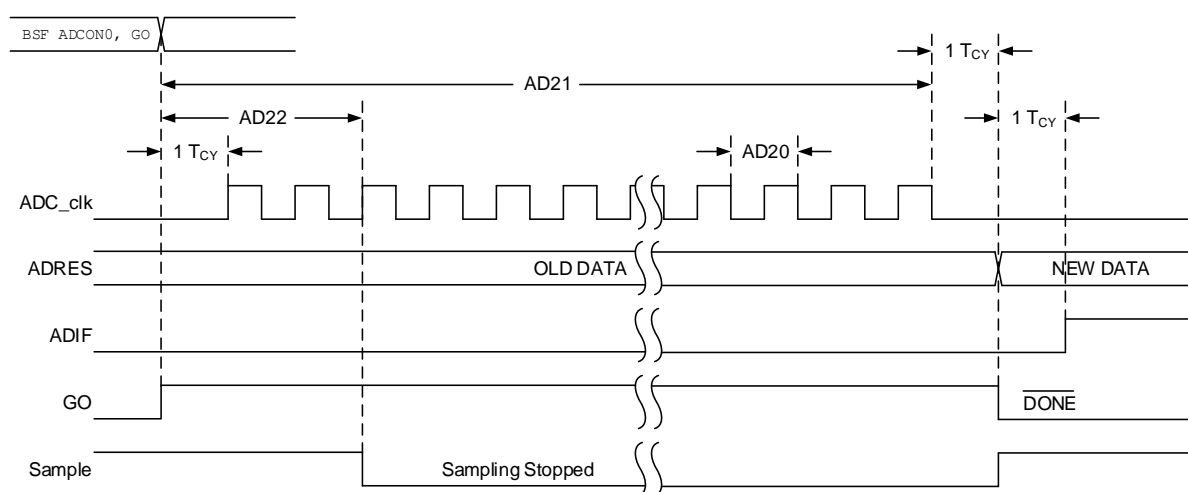 BSF ADCON0, GO
1 TCY
AD21
AD22
1 TCY
1 TCY
AD20
ADC_clk
ADRES
OLD DATA
NEW DATA
ADIF
GO
DONE
Sample
Sampling Stopped